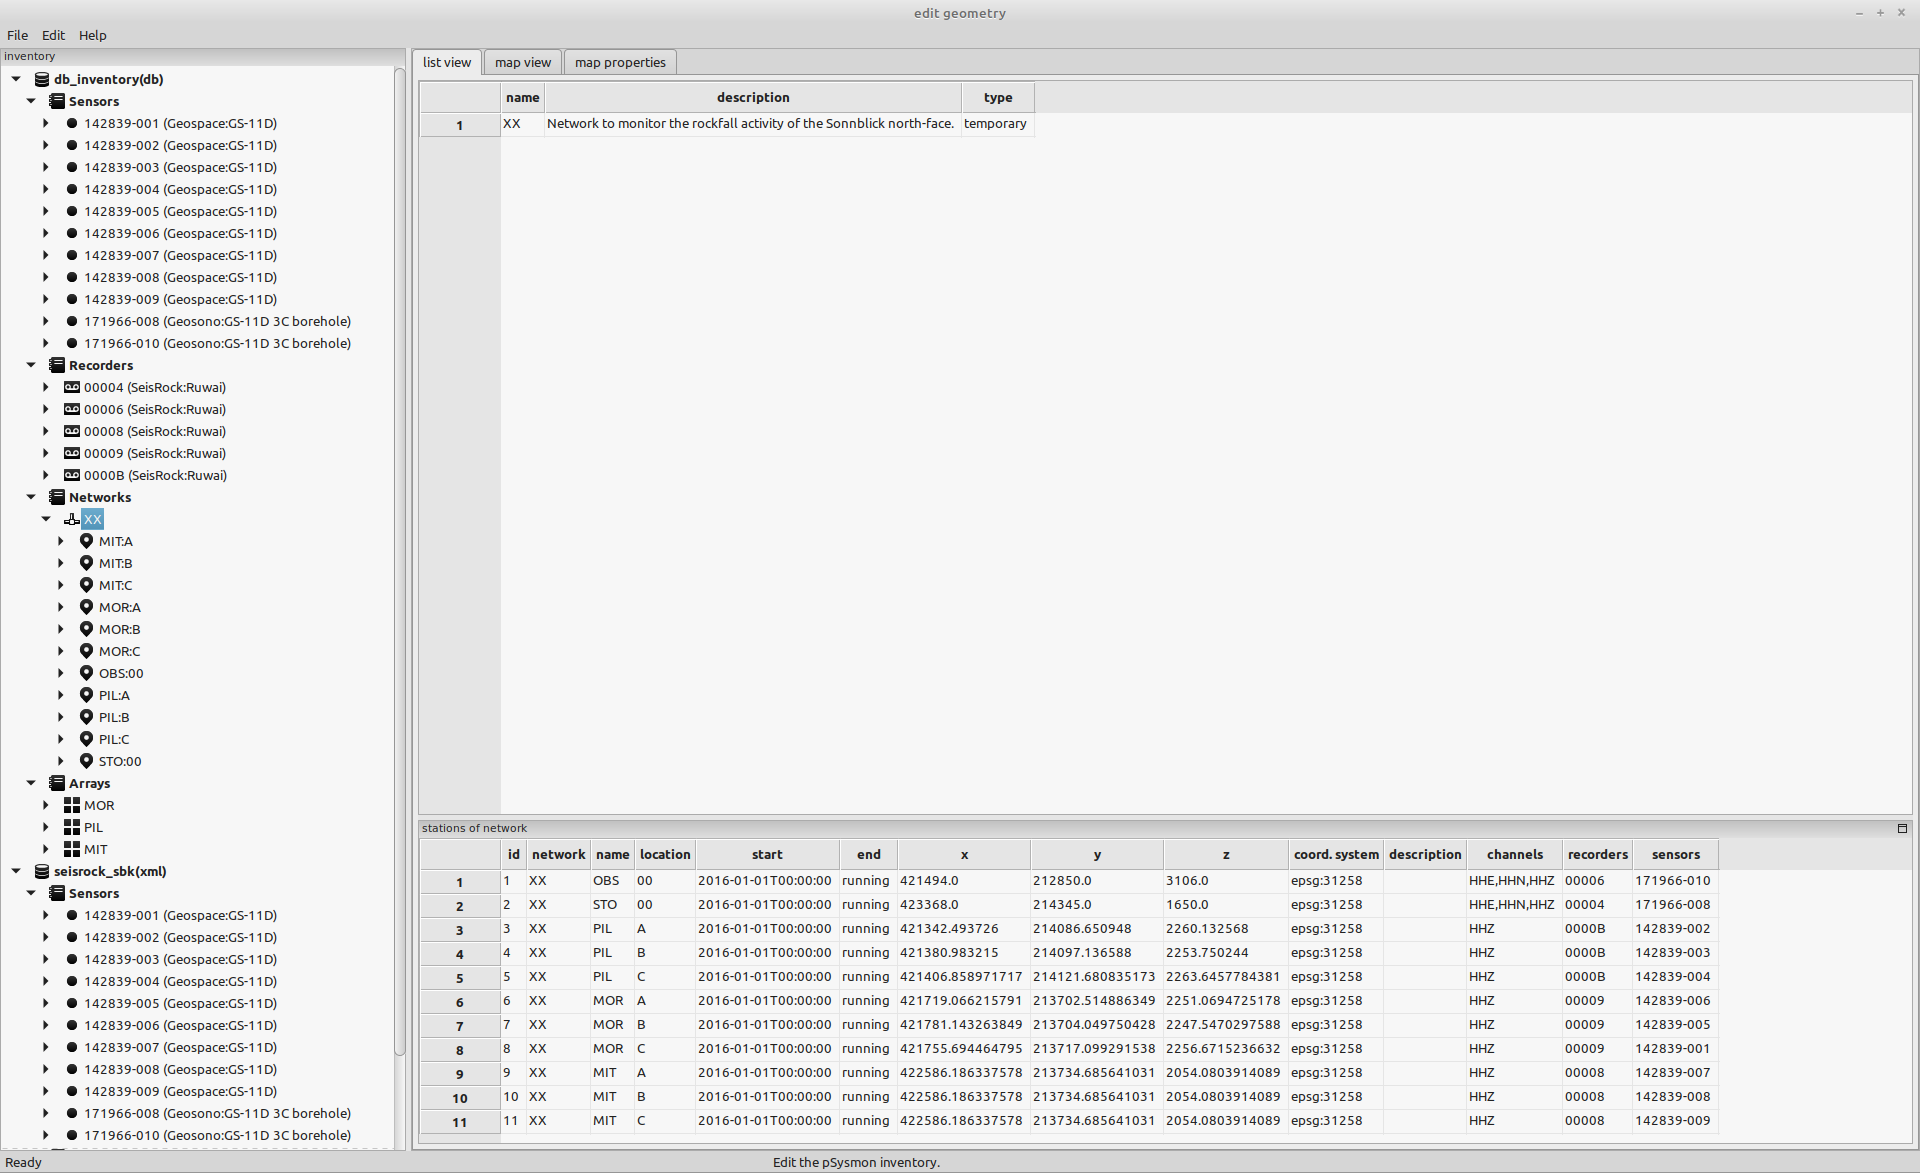 edit geometry
File Edit Help
inventory
db_inventory(db)
Sensors
142839-001 (Geospace:GS-11D)
142839-002 (Geospace:GS-11D)
142839-003 (Geospace:GS-11D)
142839-004 (Geospace:GS-11D)
142839-005 (Geospace:GS-11D)
142839-006 (Geospace:GS-11D)
142839-007 (Geospace:GS-11D)
142839-008 (Geospace:GS-11D)
142839-009 (Geospace:GS-11D)
171966-008 (Geosono:GS-11D 3C borehole)
171966-010 (Geosono:GS-11D 3C borehole)
Recorders
00004 (SeisRock:Ruwai)
00006 (SeisRock:Ruwai)
00008 (SeisRock:Ruwai)
00009 (SeisRock:Ruwai)
0000B (SeisRock:Ruwai)
Networks
XX
MIT:A
MIT:B
MIT:C
MOR:A
MOR:B
MOR:C
OBS:00
PIL:A
PIL:B
PIL:C
STO:00
Arrays
MOR
PIL
MIT
seisrock_sbk(xml)
Sensors
142839-001 (Geospace:GS-11D)
142839-002 (Geospace:GS-11D)
142839-003 (Geospace:GS-11D)
142839-004 (Geospace:GS-11D)
142839-005 (Geospace:GS-11D)
142839-006 (Geospace:GS-11D)
142839-007 (Geospace:GS-11D)
142839-008 (Geospace:GS-11D)
142839-009 (Geospace:GS-11D)
171966-008 (Geosono:GS-11D 3C borehole)
171966-010 (Geosono:GS-11D 3C borehole)
list view map view map properties
name description type
1 XX Network to monitor the rockfall activity of the Sonnblick north-face. temporary
stations of network
id network name location start end x y z coord. system description channels recorders sensors
1 1 XX OBS 00 2016-01-01T00:00:00 running 421494.0 212850.0 3106.0 epsg:31258 HHE,HHN,HHZ 00006 171966-010
2 2 XX STO 00 2016-01-01T00:00:00 running 423368.0 214345.0 1650.0 epsg:31258 HHE,HHN,HHZ 00004 171966-008
3 3 XX PIL A 2016-01-01T00:00:00 running 421342.493726 214086.650948 2260.132568 epsg:31258 HHZ 0000B 142839-002
4 4 XX PIL B 2016-01-01T00:00:00 running 421380.983215 214097.136588 2253.750244 epsg:31258 HHZ 0000B 142839-003
5 5 XX PIL C 2016-01-01T00:00:00 running 421406.858971717 214121.680835173 2263.6457784381 epsg:31258 HHZ 0000B 142839-004
6 6 XX MOR A 2016-01-01T00:00:00 running 421719.066215791 213702.514886349 2251.0694725178 epsg:31258 HHZ 00009 142839-006
7 7 XX MOR B 2016-01-01T00:00:00 running 421781.143263849 213704.049750428 2247.5470297588 epsg:31258 HHZ 00009 142839-005
8 8 XX MOR C 2016-01-01T00:00:00 running 421755.694464795 213717.099291538 2256.6715236632 epsg:31258 HHZ 00009 142839-001
9 9 XX MIT A 2016-01-01T00:00:00 running 422586.186337578 213734.685641031 2054.0803914089 epsg:31258 HHZ 00008 142839-007
10 10 XX MIT B 2016-01-01T00:00:00 running 422586.186337578 213734.685641031 2054.0803914089 epsg:31258 HHZ 00008 142839-008
11 11 XX MIT C 2016-01-01T00:00:00 running 422586.186337578 213734.685641031 2054.0803914089 epsg:31258 HHZ 00008 142839-009
Ready Edit the pSysmon inventory.